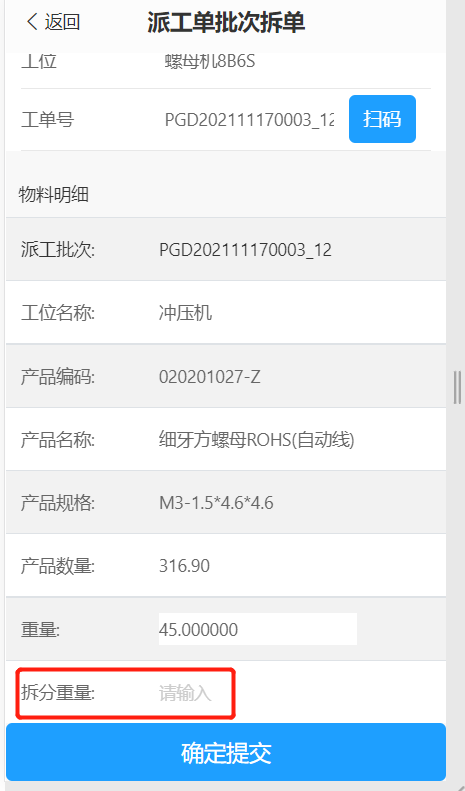 返回 派工单批次拆单
工位 螺母机8B6S
工单号 PGD202111170003_12 扫码
物料明细
派工批次: PGD202111170003_12
工位名称: 冲压机
产品编码: 020201027-Z
产品名称: 细牙方螺母ROHS(自动线)
产品规格: M3-1.5*4.6*4.6
产品数量: 316.90
重量: 45.000000
拆分重量: 请输入
确定提交